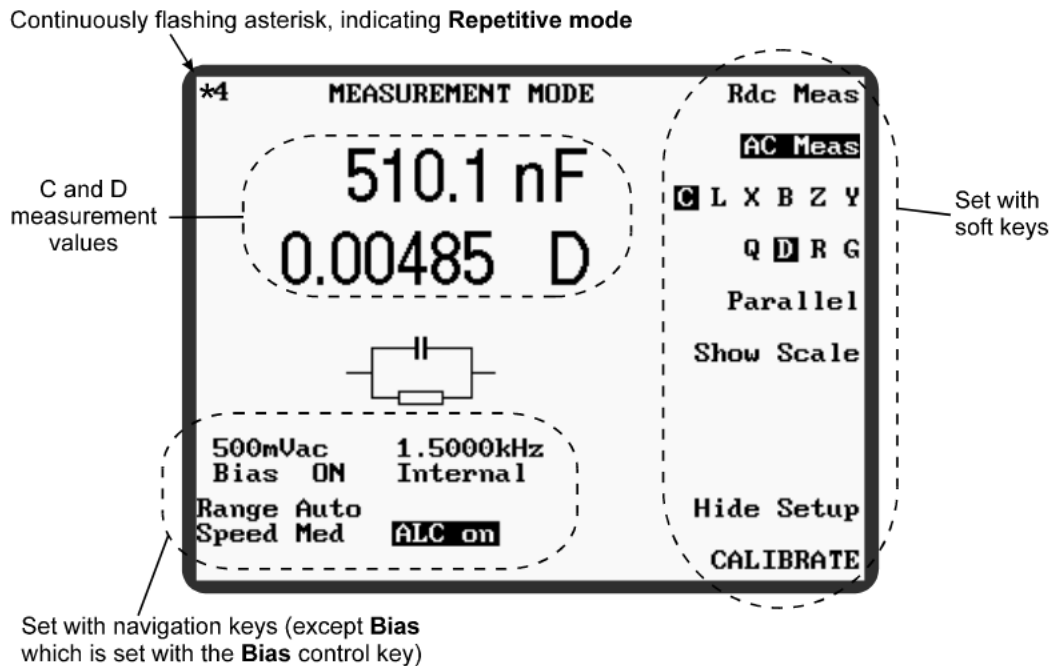 Continuously flashing asterisk, indicating Repetitive mode
*4 MEASUREMENT MODE
510.1 nF
0.00485 D
C and D
measurement
values
500mVac 1.5000kHz
Bias ON Internal
Range Auto
Speed Med ALC on
Rdc Meas
AC Meas
C L X B Z Y
Q D R G
Parallel
Show Scale
Hide Setup
CALIBRATE
Set with
soft keys
Set with navigation keys (except Bias
which is set with the Bias control key)